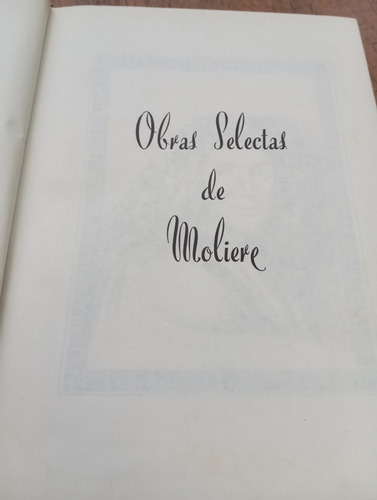 Obras Selectas
de
Moliere